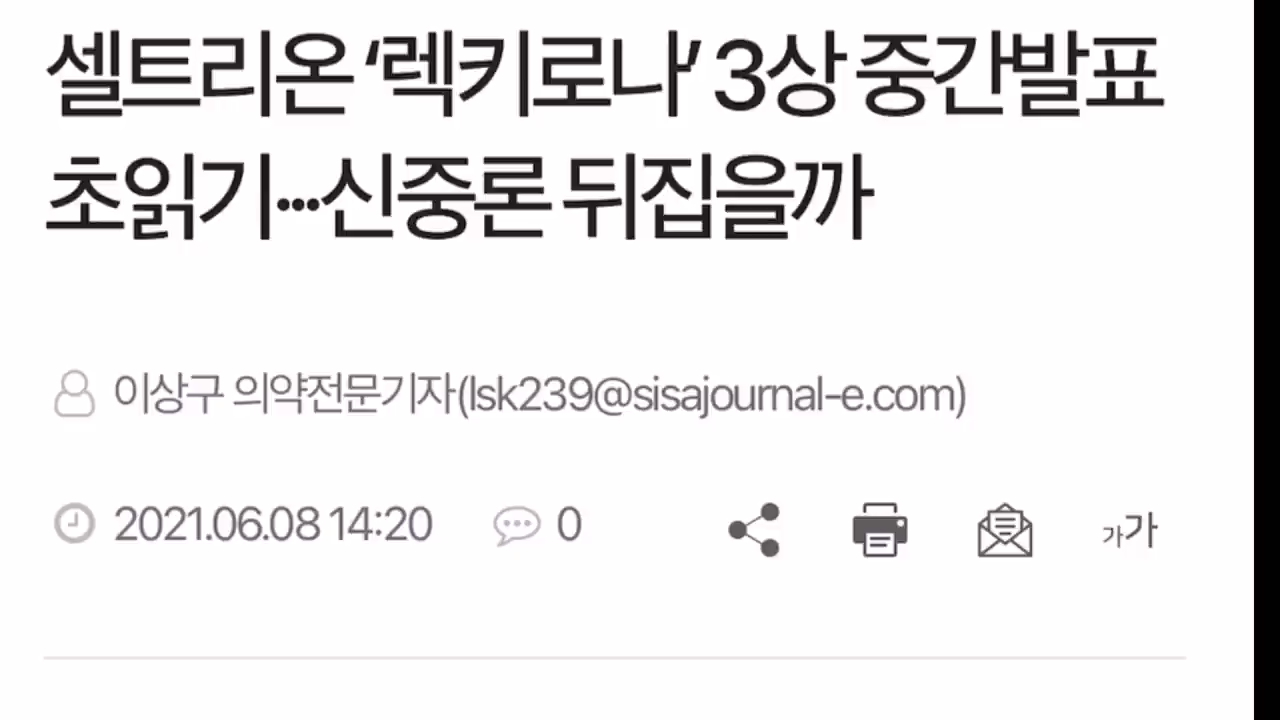 셀트리온 ‘렉키로나’ 3상 중간발표
초읽기…신중론 뒤집을까
이상구 의약전문기자(lsk239@sisajournal-e.com)
2021.06.08 14:20 0 가가